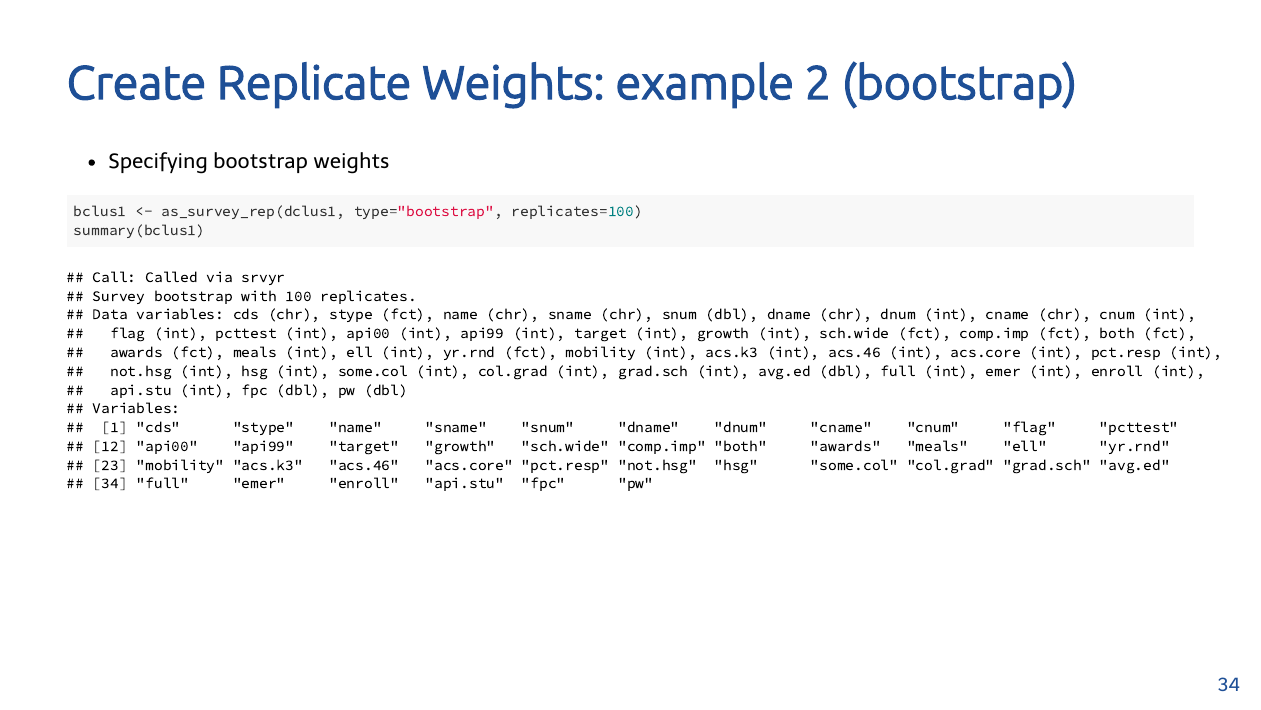 Create Replicate Weights: example 2 (bootstrap)
• Specifying bootstrap weights
bclus1 <- as_survey_rep(dclus1, type="bootstrap", replicates=100)
summary(bclus1)
## Call: Called via srvyr
## Survey bootstrap with 100 replicates.
## Data variables: cds (chr), stype (fct), name (chr), sname (chr), snum (dbl), dname (chr), dnum (int), cname (chr), cnum (int),
##   flag (int), pcttest (int), api00 (int), api99 (int), target (int), growth (int), sch.wide (fct), comp.imp (fct), both (fct),
##   awards (fct), meals (int), ell (int), yr.rnd (fct), mobility (int), acs.k3 (int), acs.46 (int), acs.core (int), pct.resp (int),
##   not.hsg (int), hsg (int), some.col (int), col.grad (int), grad.sch (int), avg.ed (dbl), full (int), emer (int), enroll (int),
##   api.stu (int), fpc (dbl), pw (dbl)
## Variables:
##  [1] "cds"      "stype"    "name"     "sname"    "snum"     "dname"    "dnum"     "cname"    "cnum"     "flag"     "pcttest"
## [12] "api00"    "api99"    "target"   "growth"   "sch.wide" "comp.imp" "both"     "awards"   "meals"    "ell"      "yr.rnd"
## [23] "mobility" "acs.k3"   "acs.46"   "acs.core" "pct.resp" "not.hsg"  "hsg"      "some.col" "col.grad" "grad.sch" "avg.ed"
## [34] "full"     "emer"     "enroll"   "api.stu"  "fpc"      "pw"
34